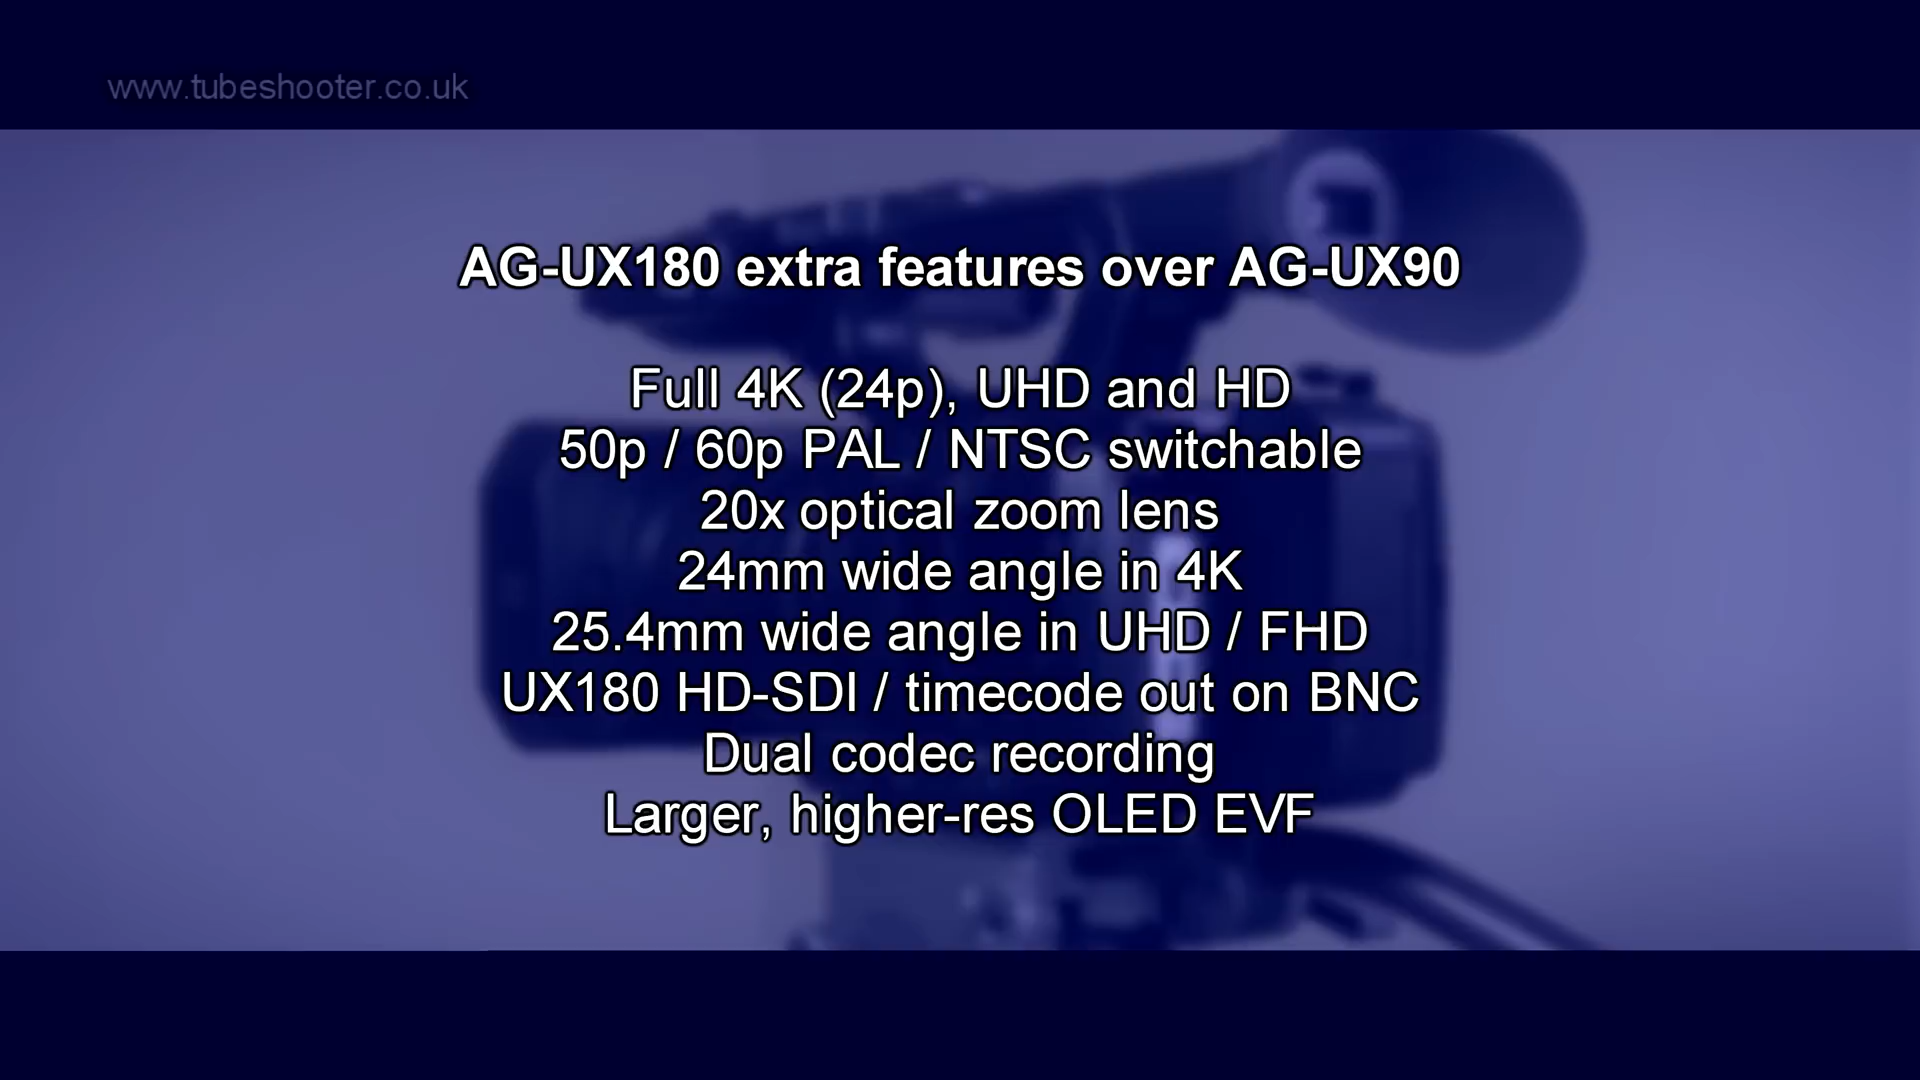 www.tubeshooter.co.uk
AG-UX180 extra features over AG-UX90
Full 4K (24p), UHD and HD
50p / 60p PAL / NTSC switchable
20x optical zoom lens
24mm wide angle in 4K
25.4mm wide angle in UHD / FHD
UX180 HD-SDI / timecode out on BNC
Dual codec recording
Larger, higher-res OLED EVF